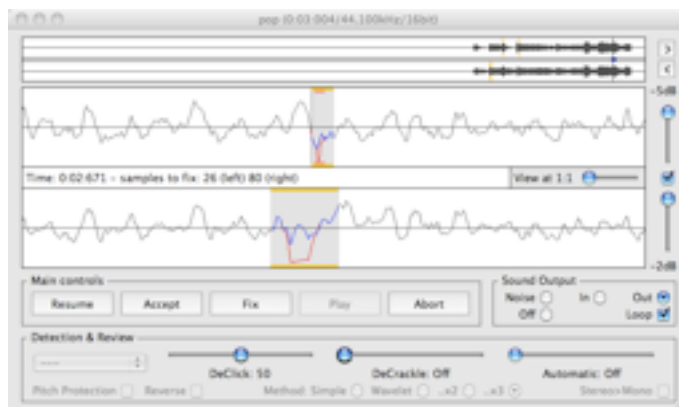 pop (0:03.004/44.100kHz/16bit)
>
<
-5dB
Time: 0:02.671 - samples to fix: 26 (left) 80 (right)
View at 1:1
-2dB
Main controls
Resume Accept Fix Play Abort
Sound Output
Noise In Out
Off Loop
Detection & Review
----
DeClick: 50 DeCrackle: Off Automatic: Off
Pitch Protection Reverse Method: Simple Wavelet ..x2 ..x3 Stereo>Mono